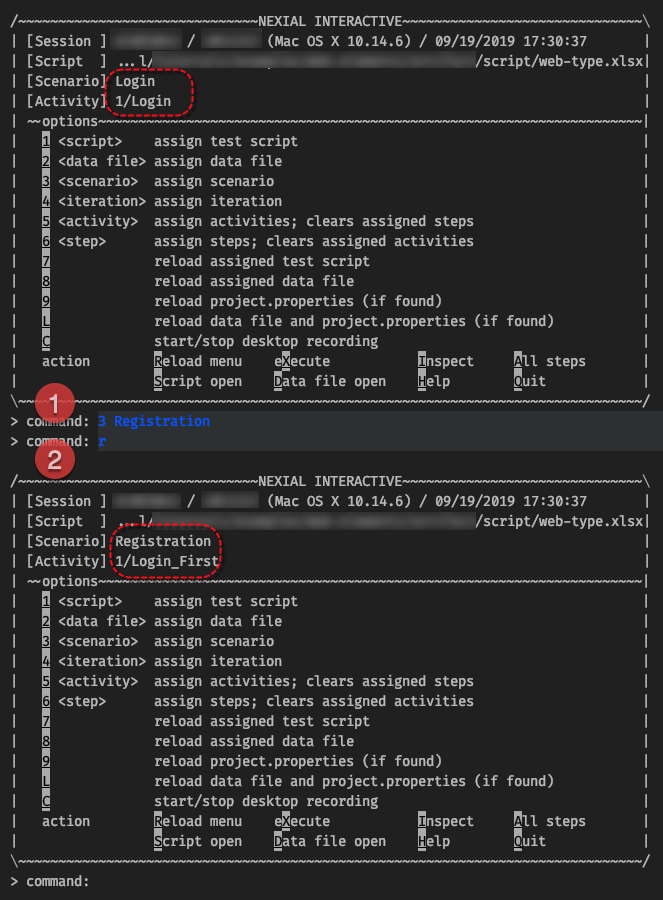 /~~~~~~~~~~~~~~~~~~~~~~~~~~~~~~NEXIAL INTERACTIVE~~~~~~~~~~~~~~~~~~~~~~~~~~~~~~\
| [Session ] / (Mac OS X 10.14.6) / 09/19/2019 17:30:37 |
| [Script ] ...l/ /script/web-type.xlsx|
| [Scenario] Login |
| [Activity] 1/Login |
| ~~options~~~~~~~~~~~~~~~~~~~~~~~~~~~~~~~~~~~~~~~~~~~~~~~~~~~~~~~~~~~~~~~~~~~~|
| 1 <script> assign test script |
| 2 <data file> assign data file |
| 3 <scenario> assign scenario |
| 4 <iteration> assign iteration |
| 5 <activity> assign activities; clears assigned steps |
| 6 <step> assign steps; clears assigned activities |
| 7 reload assigned test script |
| 8 reload assigned data file |
| 9 reload project.properties (if found) |
| L reload data file and project.properties (if found) |
| C start/stop desktop recording |
| action Reload menu eXecute Inspect All steps |
| Script open Data file open Help Quit |
\~~~~~~~~~~~~~~~~~~~~~~~~~~~~~~~~~~~~~~~~~~~~~~~~~~~~~~~~~~~~~~~~~~~~~~~~~~~~~~/
1
> command: 3 Registration
> command: r
2
/~~~~~~~~~~~~~~~~~~~~~~~~~~~~~~NEXIAL INTERACTIVE~~~~~~~~~~~~~~~~~~~~~~~~~~~~~~\
| [Session ] / (Mac OS X 10.14.6) / 09/19/2019 17:30:37 |
| [Script ] ...l/ /script/web-type.xlsx|
| [Scenario] Registration |
| [Activity] 1/Login_First |
| ~~options~~~~~~~~~~~~~~~~~~~~~~~~~~~~~~~~~~~~~~~~~~~~~~~~~~~~~~~~~~~~~~~~~~~~|
| 1 <script> assign test script |
| 2 <data file> assign data file |
| 3 <scenario> assign scenario |
| 4 <iteration> assign iteration |
| 5 <activity> assign activities; clears assigned steps |
| 6 <step> assign steps; clears assigned activities |
| 7 reload assigned test script |
| 8 reload assigned data file |
| 9 reload project.properties (if found) |
| L reload data file and project.properties (if found) |
| C start/stop desktop recording |
| action Reload menu eXecute Inspect All steps |
| Script open Data file open Help Quit |
\~~~~~~~~~~~~~~~~~~~~~~~~~~~~~~~~~~~~~~~~~~~~~~~~~~~~~~~~~~~~~~~~~~~~~~~~~~~~~~/
> command: